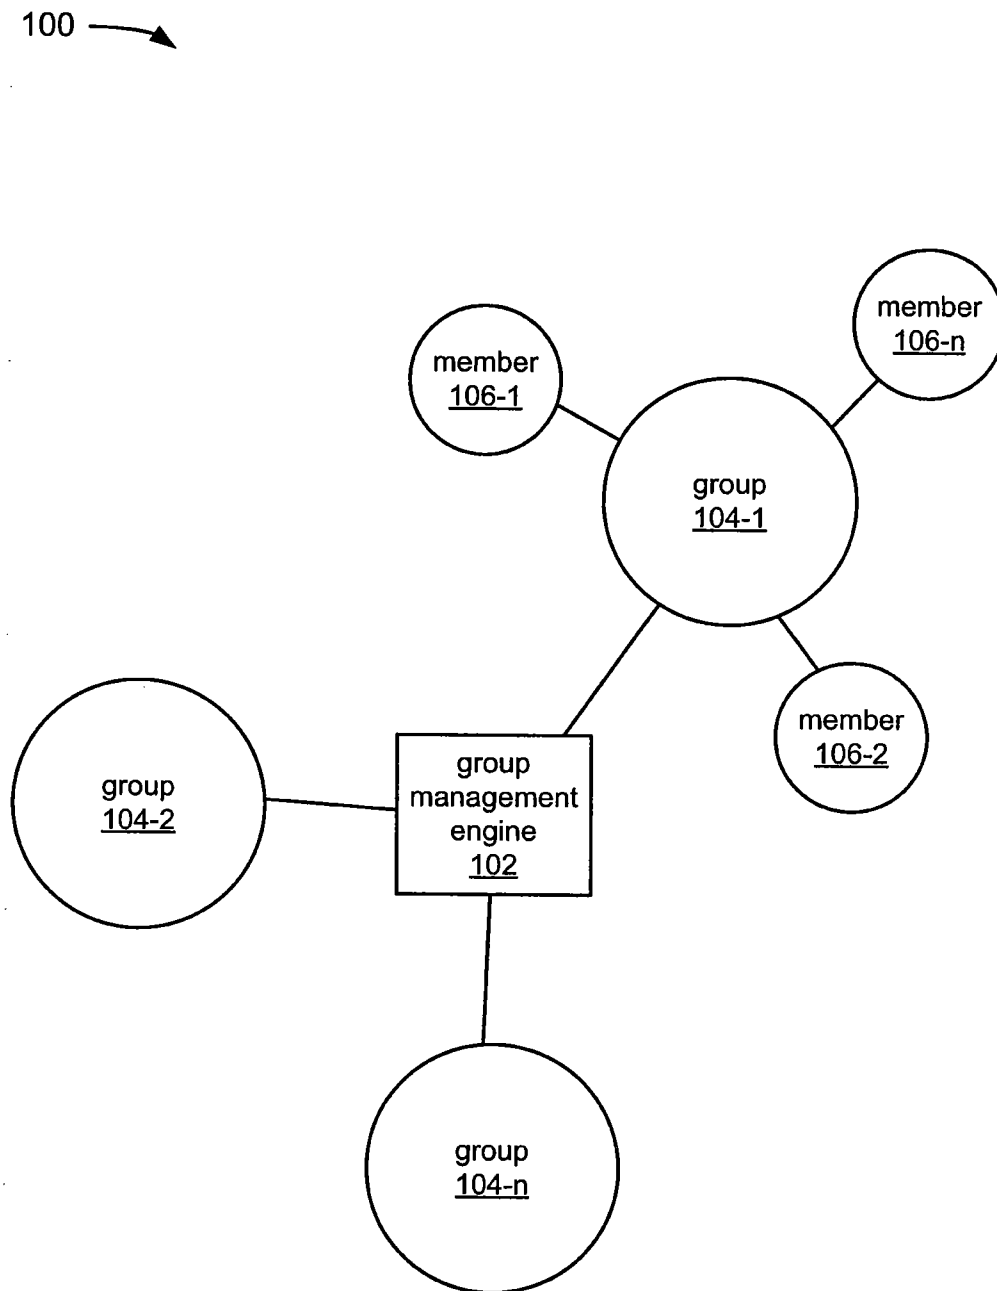 100
member
106-n
member
106-1
group
104-1
member
106-2
group
management
engine
102
group
104-2
group
104-n